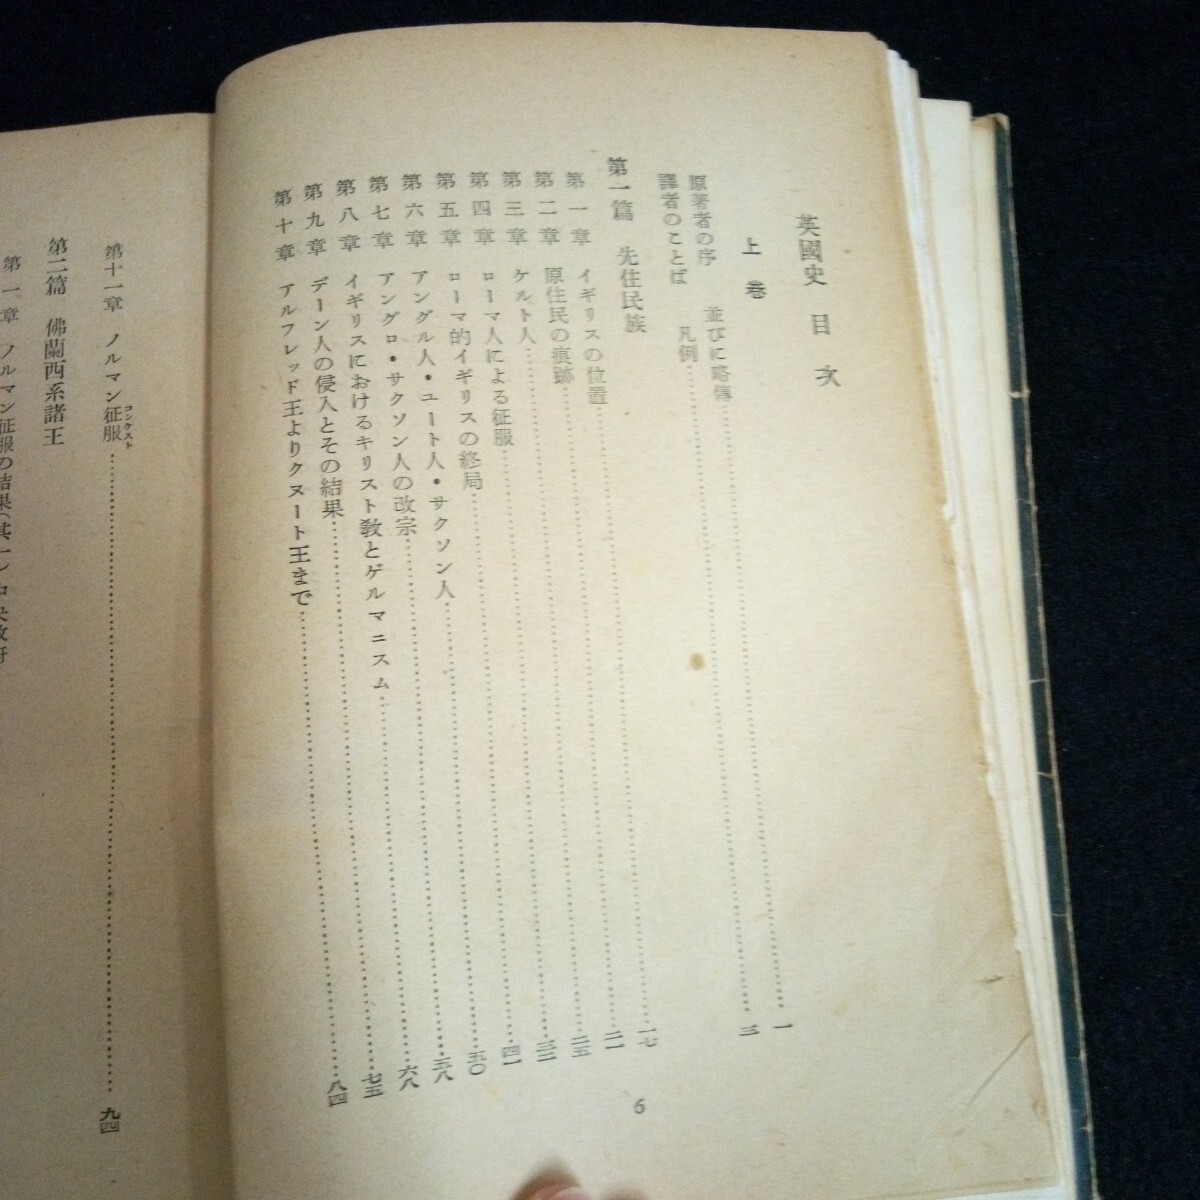 英國史 目次
上卷
原著者の序 並びに略傳……一
譯者のことば 凡例……三
第一篇 先住民族
第一章 イギリスの位置……一七
第二章 原住民の痕跡……二一
第三章 ケルト人……二五
第四章 ローマ人による征服……三二
第五章 ローマ的イギリスの終局……四一
第六章 アングル人・ユート人・サクソン人……五〇
第七章 アングロ・サクソン人の改宗……五八
第八章 イギリスにおけるキリスト教とゲルマニスム……六八
第九章 デーン人の侵入とその結果……七五
第十章 アルフレッド王よりクヌート王まで……八四
6
第十一章 ノルマン征服コンケスト……九四
第二篇 佛蘭西系諸王
第一章 ノルマン征服の結果(其一)